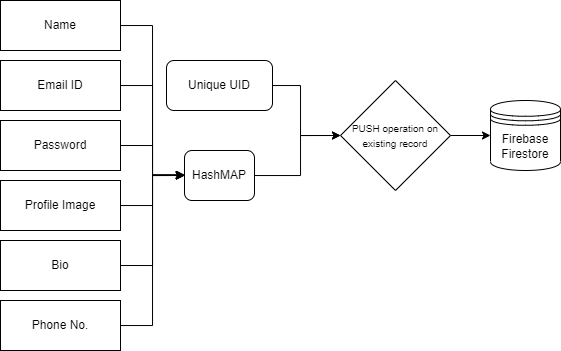 Name
Email ID
Password
Profile Image
Bio
Phone No.
Unique UID
HashMAP
PUSH operation on
existing record
Firebase
Firestore